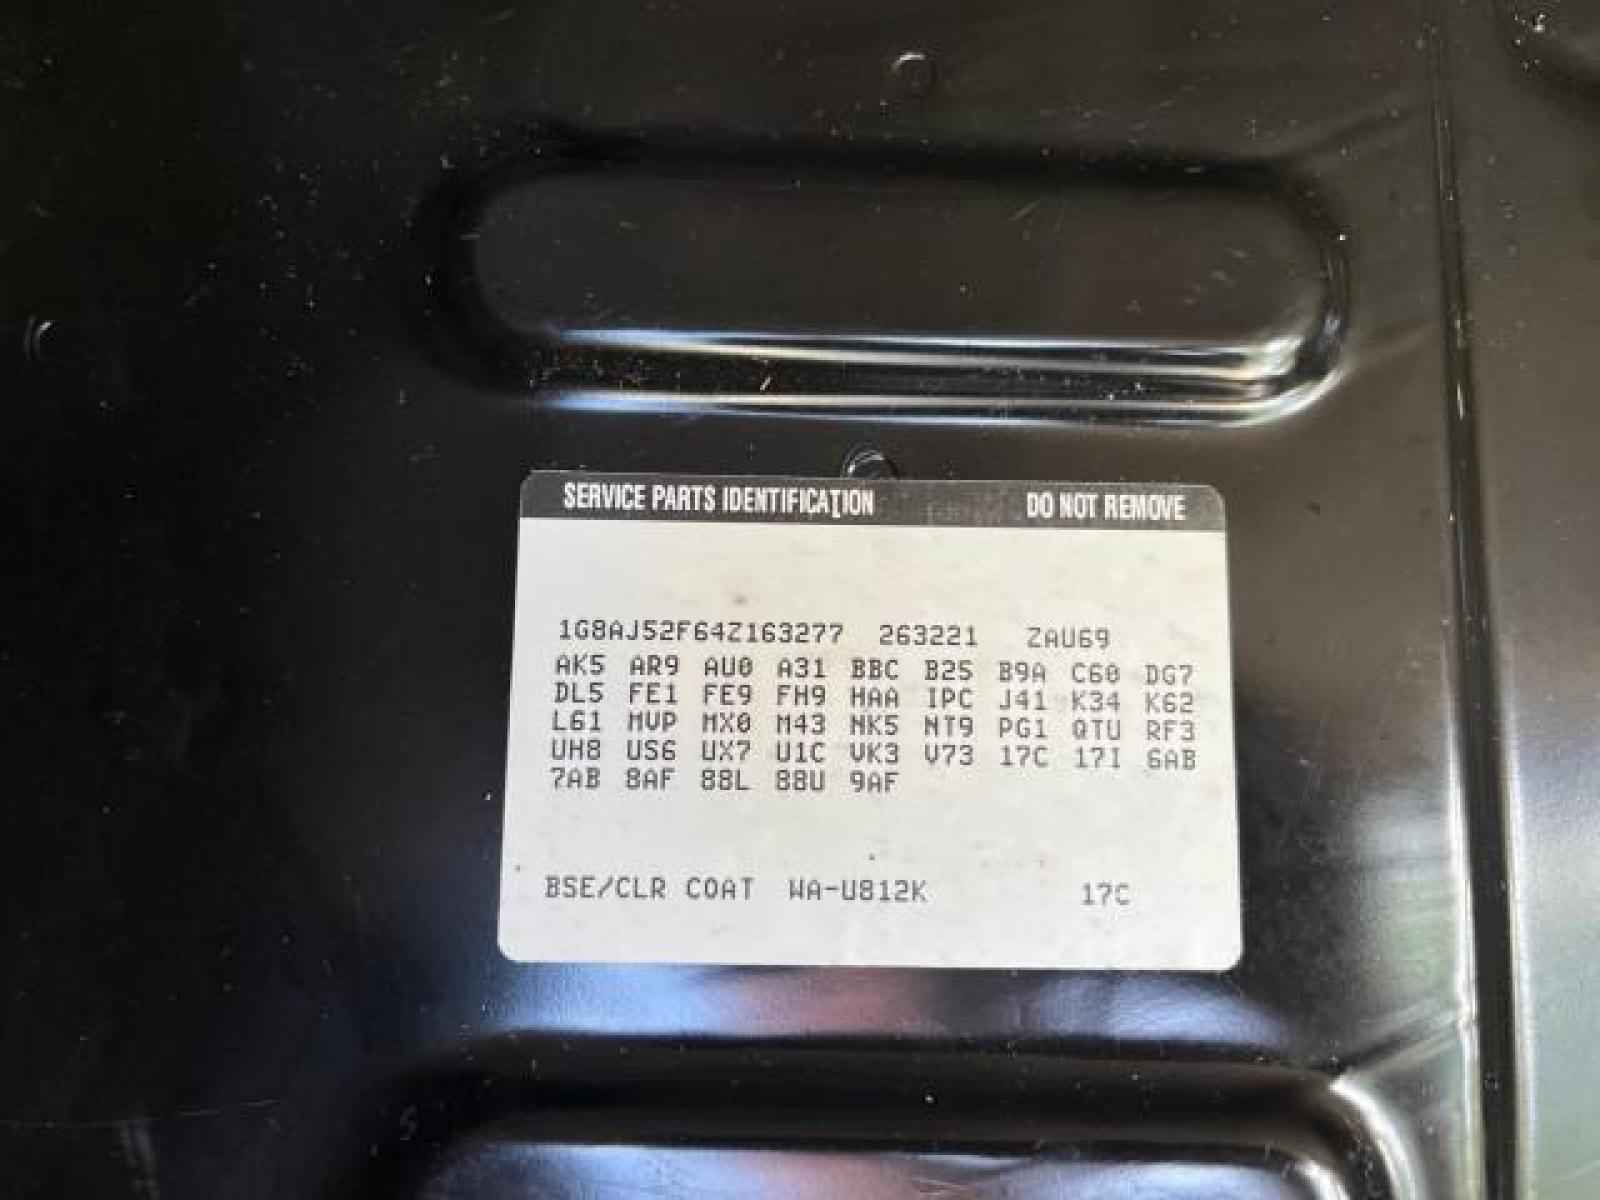 SERVICE PARTS IDENTIFICATION DO NOT REMOVE
1G8AJ52F64Z163277 263221 ZAU69
AK5 AR9 AU0 A31 BBC B25 B9A C60 DG7
DL5 FE1 FE9 FH9 HAA IPC J41 K34 K62
L61 MVP MX0 M43 NK5 NT9 PG1 QTU RF3
UH8 US6 UX7 U1C VK3 V73 17C 17I 6AB
7AB 8AF 88L 88U 9AF
BSE/CLR COAT WA-U812K 17C